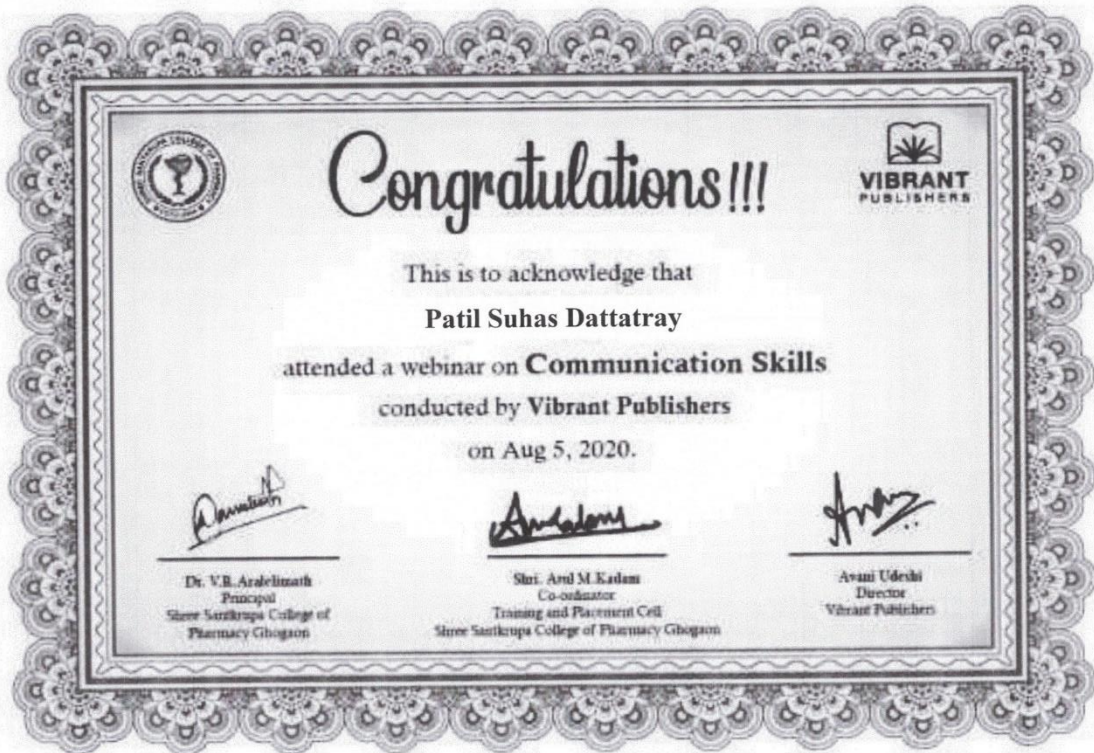 Congratulations!!!
VIBRANT
PUBLISHERS
This is to acknowledge that
Patil Suhas Dattatray
attended a webinar on Communication Skills
conducted by Vibrant Publishers
on Aug 5, 2020.
Dr. V.R. Aralelimath
Principal
Shree Santkrupa College of
Pharmacy Ghogaon
Shri. Amol M. Kadam
Co-ordinator
Training and Placement Cell
Shree Santkrupa College of Pharmacy Ghogaon
Avani Udeshi
Director
Vibrant Publishers